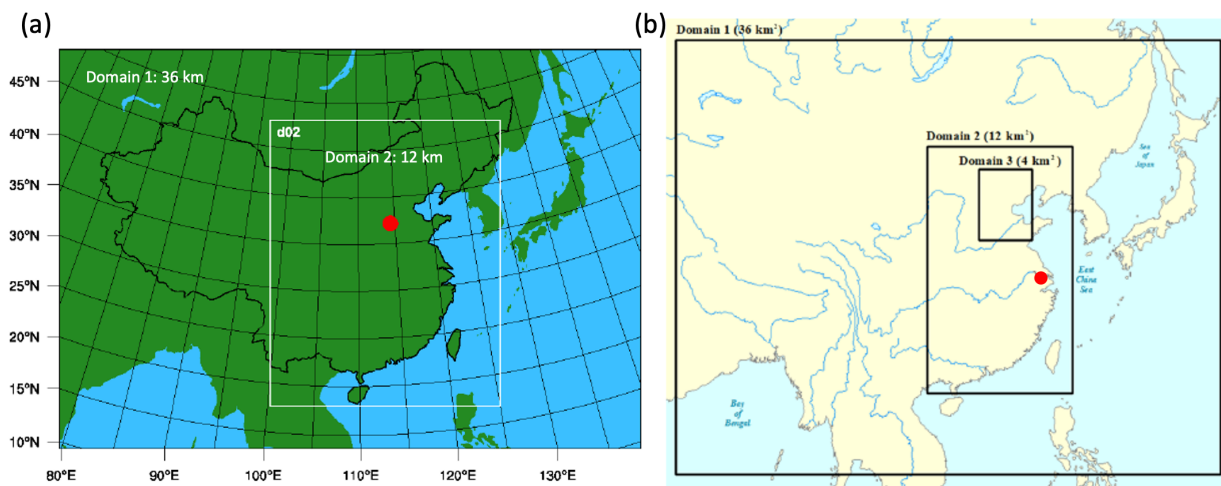 (a)
Domain 1: 36 km
d02
Domain 2: 12 km
45°N
40°N
35°N
30°N
25°N
20°N
15°N
10°N
80°E
90°E
100°E
110°E
120°E
130°E
(b)
Domain 1 (36 km²)
Domain 2 (12 km²)
Domain 3 (4 km²)
Sea
of
Japan
East
China
Sea
Bay
of
Bengal